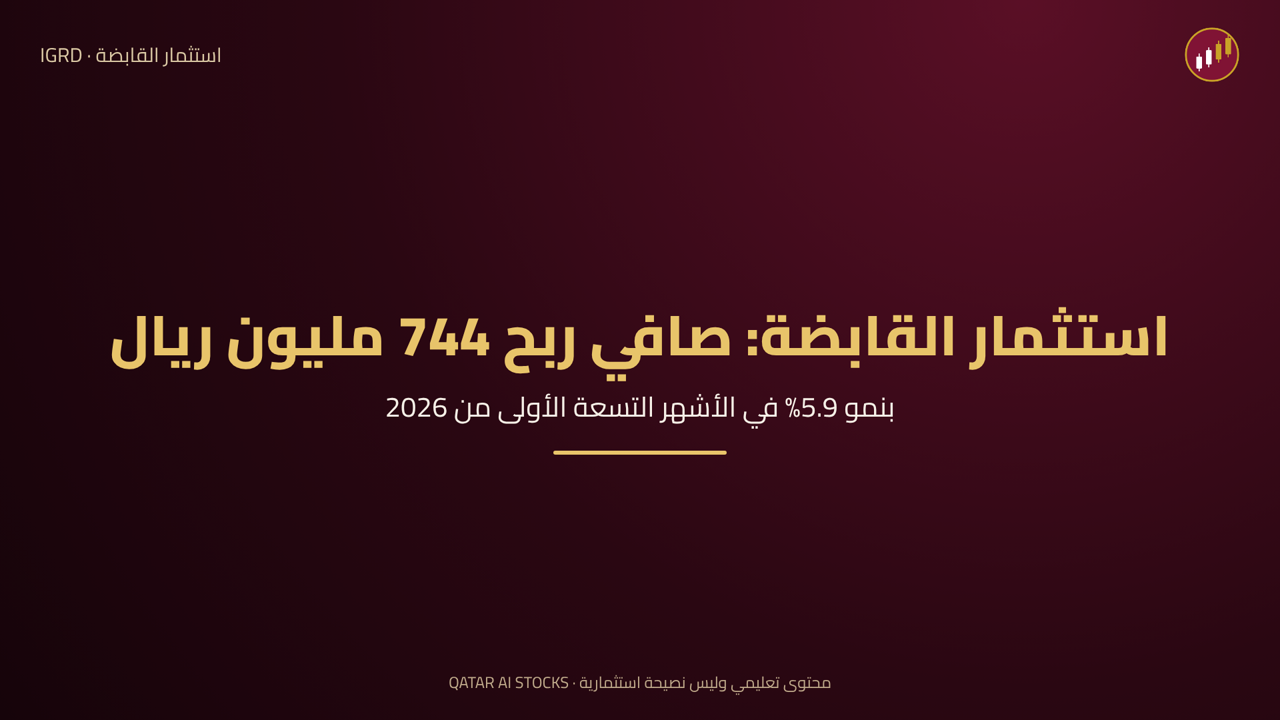 استثمار القابضة · IGRD
استثمار القابضة: صافي ربح 744 مليون ريال
بنمو 5.9% في الأشهر التسعة الأولى من 2026
محتوى تعليمي وليس نصيحة استثمارية · QATAR AI STOCKS